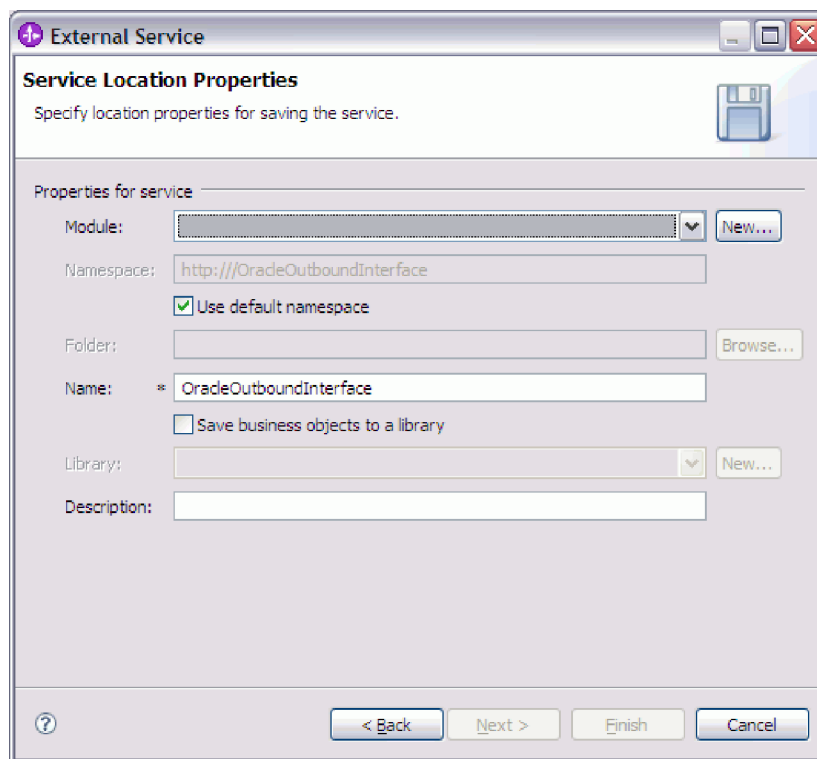 External Service
Service Location Properties
Specify location properties for saving the service.
Properties for service
Module: New...
Namespace: http:///OracleOutboundInterface
Use default namespace
Folder: Browse...
Name: * OracleOutboundInterface
Save business objects to a library
Library: New...
Description:
? < Back Next > Finish Cancel